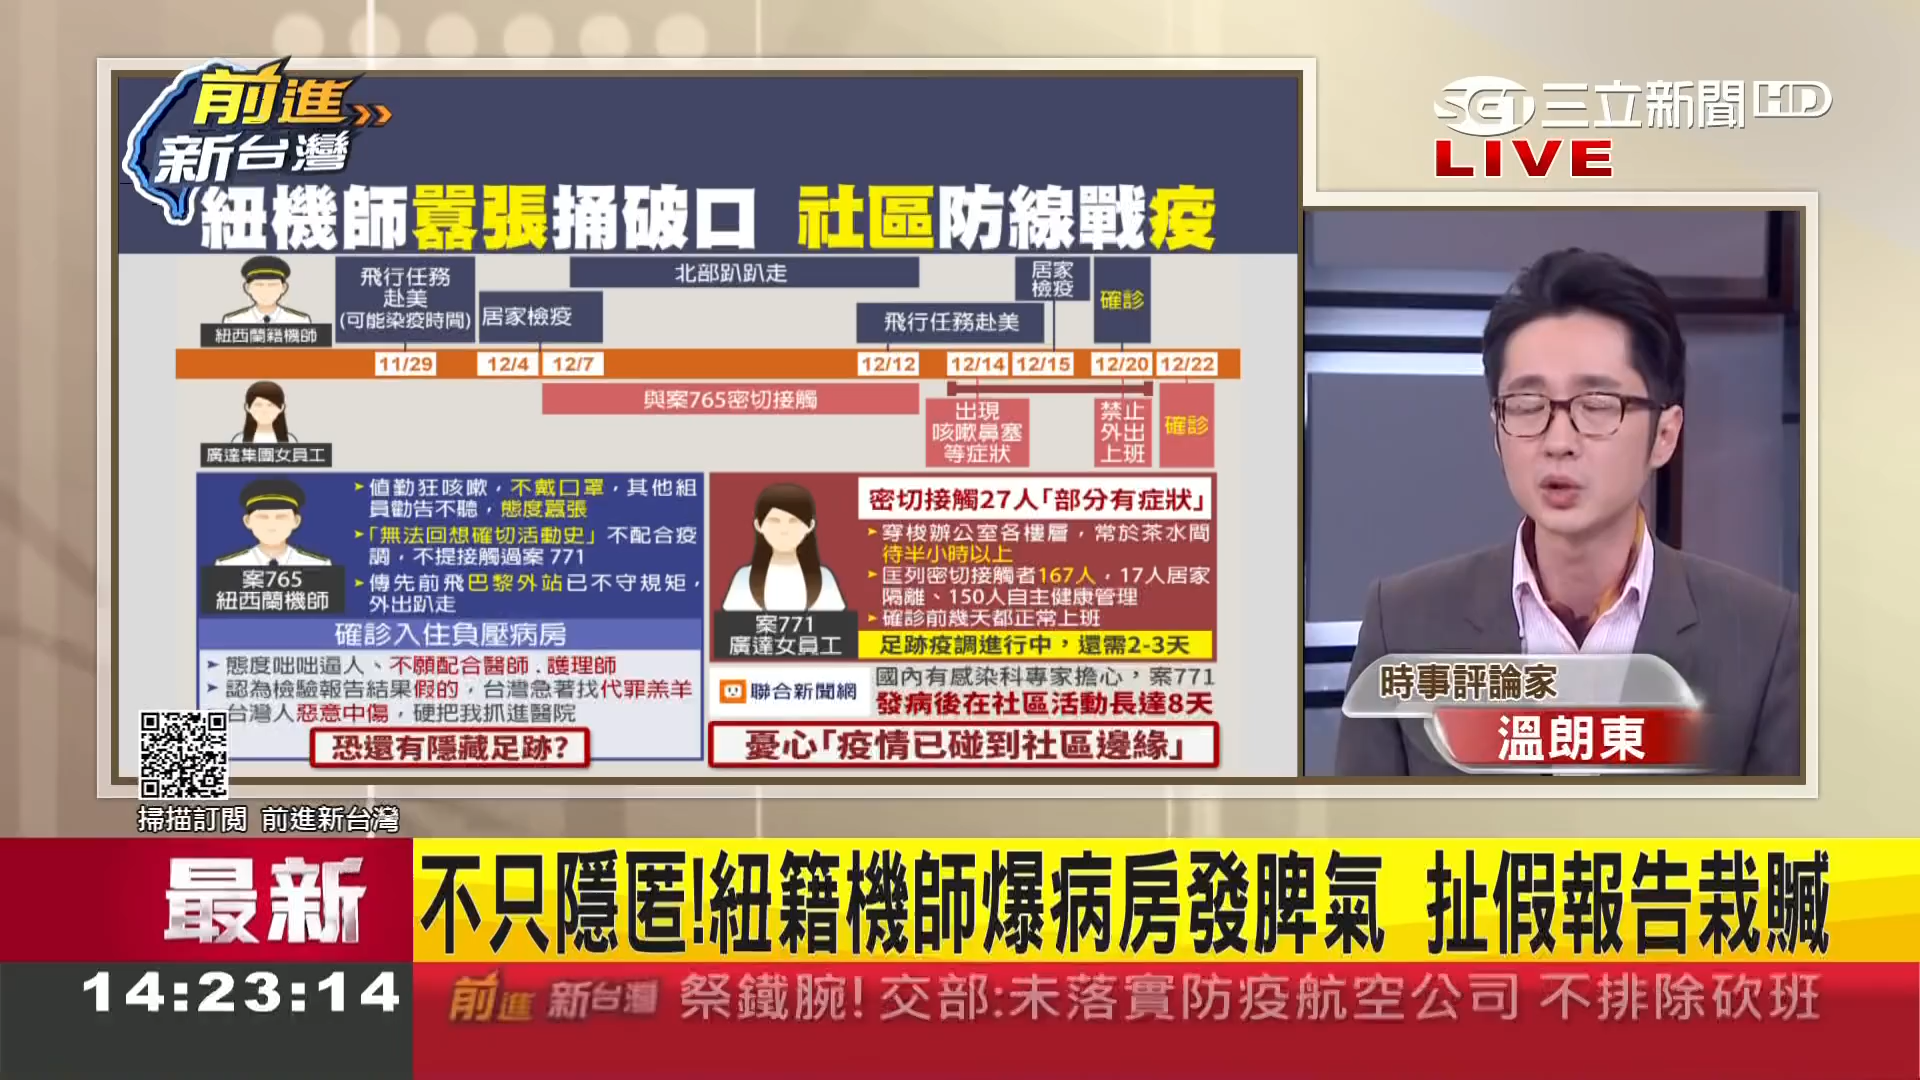 前進
新台灣
SET三立新聞HD
LIVE
紐機師囂張捅破口 社區防線戰疫
紐西蘭籍機師
飛行任務
赴美
(可能染疫時間)
居家檢疫
北部趴趴走
飛行任務赴美
居家
檢疫
確診
11/29
12/4
12/7
12/12
12/14
12/15
12/20
12/22
廣達集團女員工
與案765密切接觸
出現
咳嗽鼻塞
等症狀
禁止
外出
上班
確診
案765
紐西蘭機師
值勤狂咳嗽，不戴口罩，其他組
員勸告不聽，態度囂張
「無法回想確切活動史」不配合疫
調，不提接觸過案 771
傳先前飛巴黎外站已不守規矩，
外出趴走
確診入住負壓病房
態度咄咄逼人、不願配合醫師．護理師
認為檢驗報告結果假的，台灣急著找代罪羔羊
台灣人惡意中傷，硬把我抓進醫院
恐還有隱藏足跡?
案771
廣達女員工
密切接觸27人「部分有症狀」
穿梭辦公室各樓層，常於茶水間
待半小時以上
匡列密切接觸者167人，17人居家
隔離、150人自主健康管理
確診前幾天都正常上班
足跡疫調進行中，還需2-3天
聯合新聞網
國內有感染科專家擔心，案771
發病後在社區活動長達8天
憂心「疫情已碰到社區邊緣」
時事評論家
溫朗東
掃描訂閱 前進新台灣
最新
不只隱匿!紐籍機師爆病房發脾氣 扯假報告栽贓
14:23:14
前進 新台灣
祭鐵腕! 交部:未落實防疫航空公司 不排除砍班